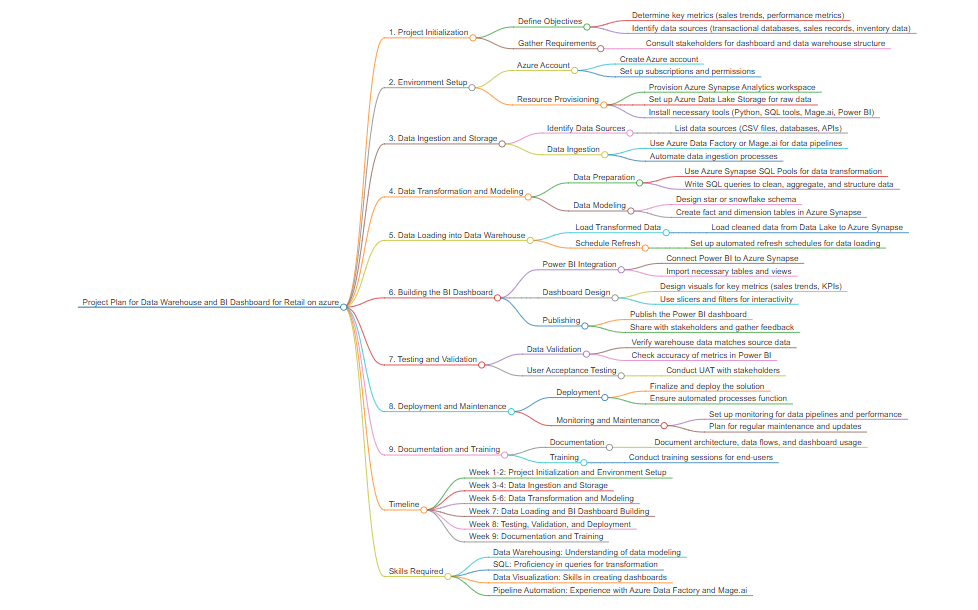 Project Plan for Data Warehouse and BI Dashboard for Retail on azure
1. Project Initialization
Define Objectives
Determine key metrics (sales trends, performance metrics)
Identify data sources (transactional databases, sales records, inventory data)
Gather Requirements
Consult stakeholders for dashboard and data warehouse structure
2. Environment Setup
Azure Account
Create Azure account
Set up subscriptions and permissions
Resource Provisioning
Provision Azure Synapse Analytics workspace
Set up Azure Data Lake Storage for raw data
Install necessary tools (Python, SQL tools, Mage.ai, Power BI)
3. Data Ingestion and Storage
Identify Data Sources
List data sources (CSV files, databases, APIs)
Data Ingestion
Use Azure Data Factory or Mage.ai for data pipelines
Automate data ingestion processes
4. Data Transformation and Modeling
Data Preparation
Use Azure Synapse SQL Pools for data transformation
Write SQL queries to clean, aggregate, and structure data
Data Modeling
Design star or snowflake schema
Create fact and dimension tables in Azure Synapse
5. Data Loading into Data Warehouse
Load Transformed Data
Load cleaned data from Data Lake to Azure Synapse
Schedule Refresh
Set up automated refresh schedules for data loading
6. Building the BI Dashboard
Power BI Integration
Connect Power BI to Azure Synapse
Import necessary tables and views
Dashboard Design
Design visuals for key metrics (sales trends, KPIs)
Use slicers and filters for interactivity
Publishing
Publish the Power BI dashboard
Share with stakeholders and gather feedback
7. Testing and Validation
Data Validation
Verify warehouse data matches source data
Check accuracy of metrics in Power BI
User Acceptance Testing
Conduct UAT with stakeholders
8. Deployment and Maintenance
Deployment
Finalize and deploy the solution
Ensure automated processes function
Monitoring and Maintenance
Set up monitoring for data pipelines and performance
Plan for regular maintenance and updates
9. Documentation and Training
Documentation
Document architecture, data flows, and dashboard usage
Training
Conduct training sessions for end-users
Timeline
Week 1-2: Project Initialization and Environment Setup
Week 3-4: Data Ingestion and Storage
Week 5-6: Data Transformation and Modeling
Week 7: Data Loading and BI Dashboard Building
Week 8: Testing, Validation, and Deployment
Week 9: Documentation and Training
Skills Required
Data Warehousing: Understanding of data modeling
SQL: Proficiency in queries for transformation
Data Visualization: Skills in creating dashboards
Pipeline Automation: Experience with Azure Data Factory and Mage.ai